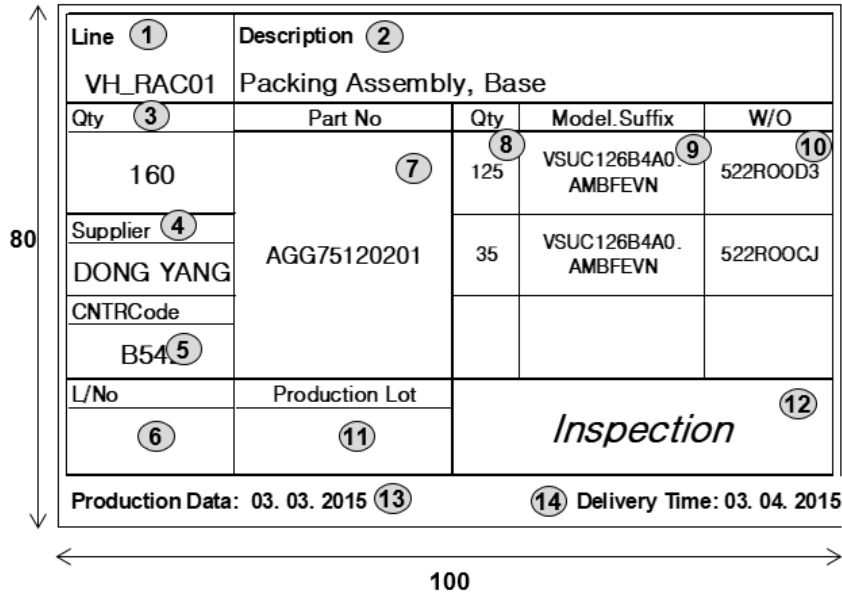 Line 1 Description 2
VH_RAC01 Packing Assembly, Base
Qty 3 Part No Qty Model.Suffix W/O
160 7 8 125 VSUC126B4A0. 9 AMBFEVN 10 522ROOD3
Supplier 4
DONG YANG AGG75120201 35 VSUC126B4A0. AMBFEVN 522ROOCJ
CNTRCode
5
L/No Production Lot 12
6 11 Inspection
Production Data: 03. 03. 2015 13 14 Delivery Time: 03. 04. 2015
80
100